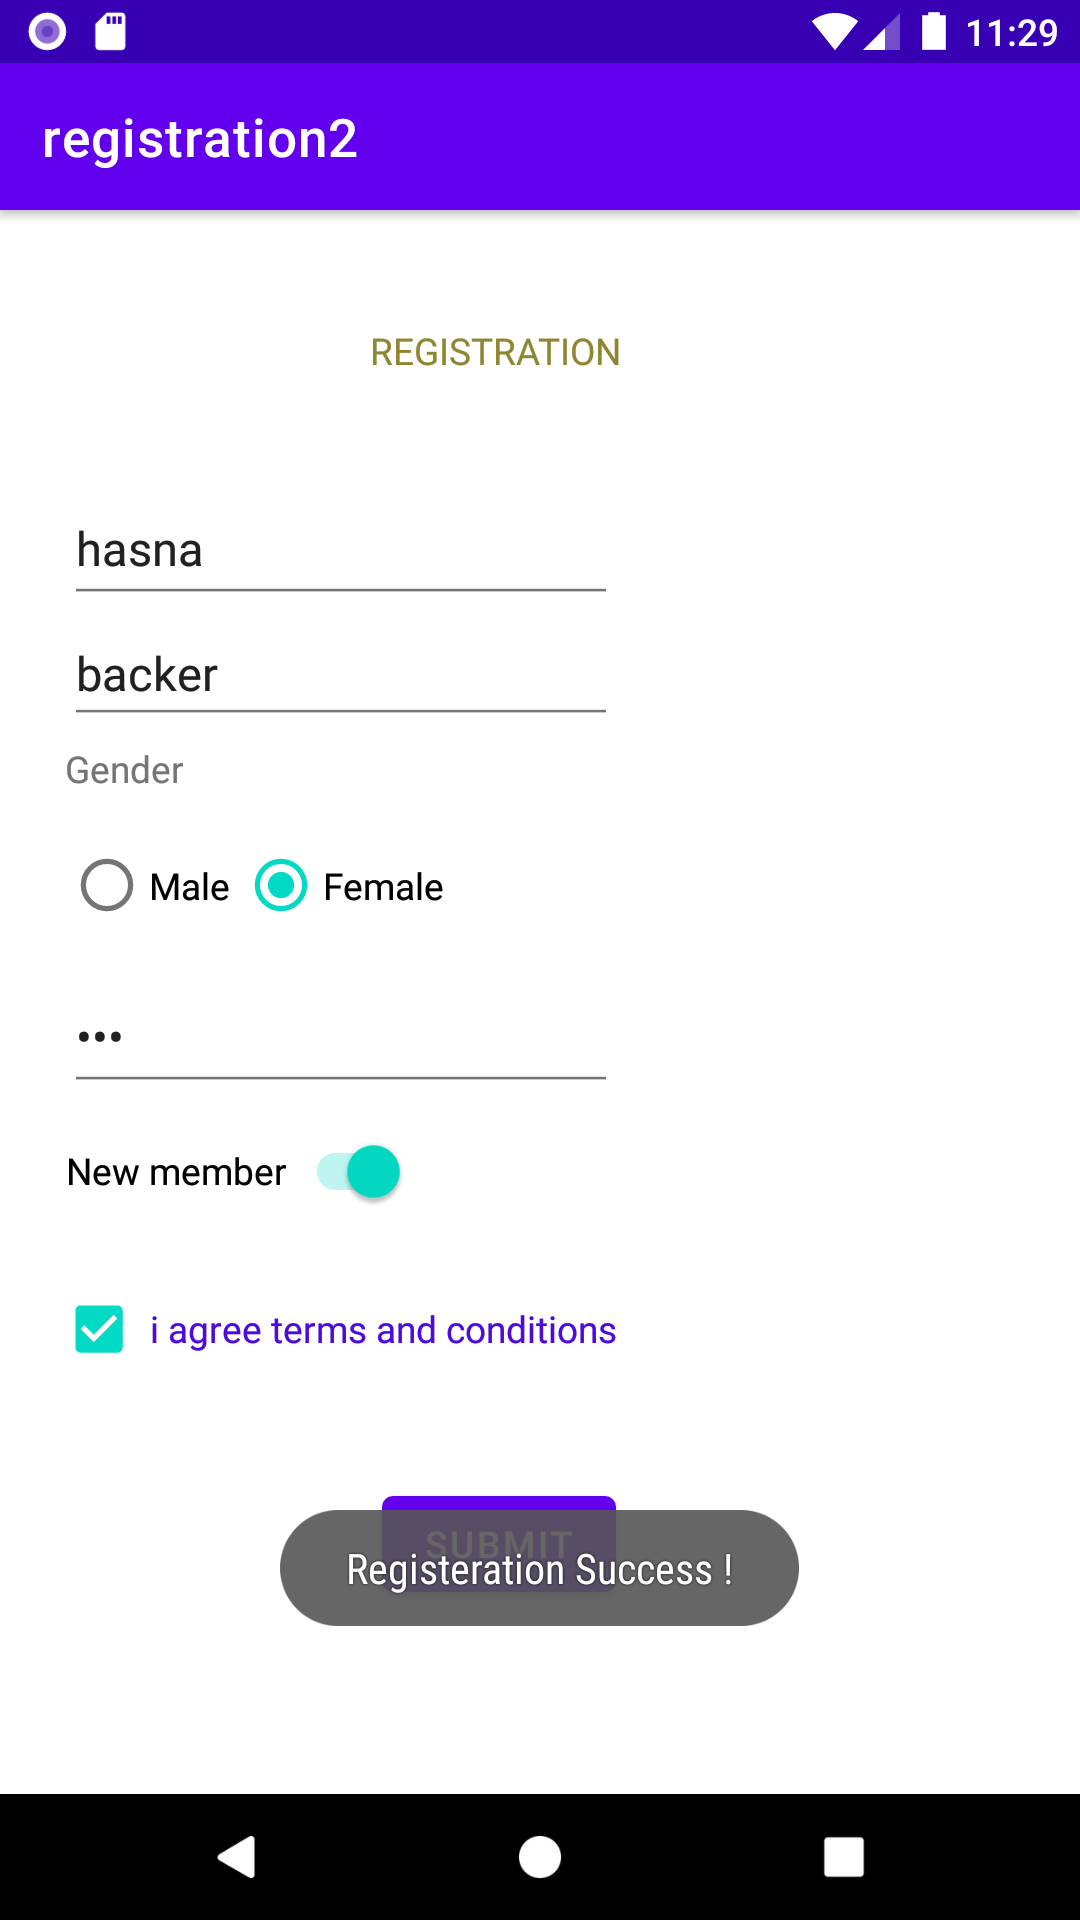 11:29
registration2
REGISTRATION
hasna
backer
Gender
Male Female
•••
New member
i agree terms and conditions
SUBMIT
Registeration Success !